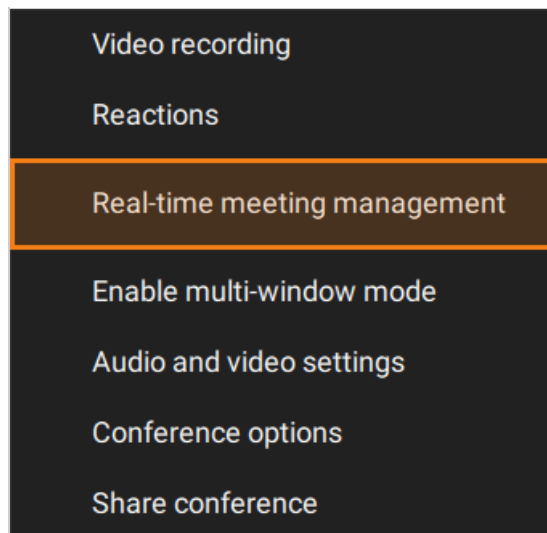 Video recording
Reactions
Real-time meeting management
Enable multi-window mode
Audio and video settings
Conference options
Share conference